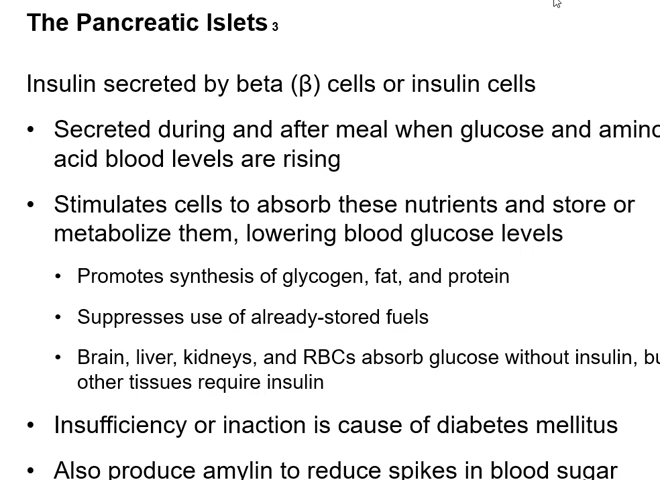 The Pancreatic Islets 3
Insulin secreted by beta (β) cells or insulin cells
• Secreted during and after meal when glucose and amino
acid blood levels are rising
• Stimulates cells to absorb these nutrients and store or
metabolize them, lowering blood glucose levels
• Promotes synthesis of glycogen, fat, and protein
• Suppresses use of already-stored fuels
• Brain, liver, kidneys, and RBCs absorb glucose without insulin,
other tissues require insulin
• Insufficiency or inaction is cause of diabetes mellitus
• Also produce amylin to reduce spikes in blood sugar